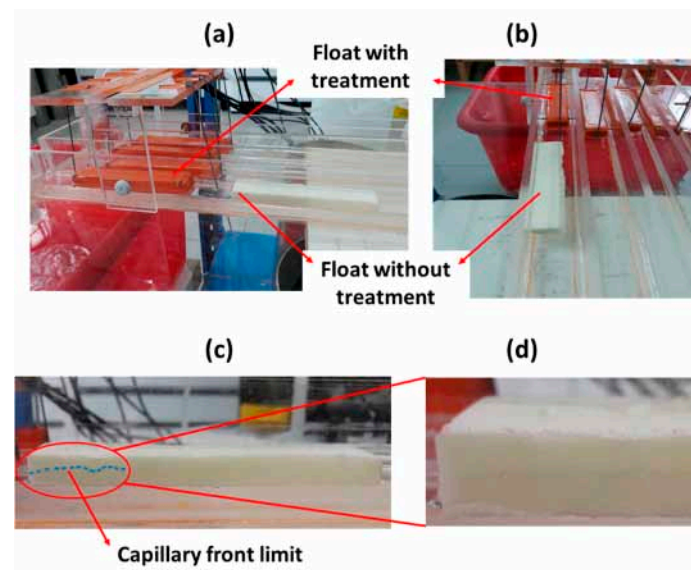 (a)
(b)
Float with
treatment
Float without
treatment
(c)
(d)
Capillary front limit